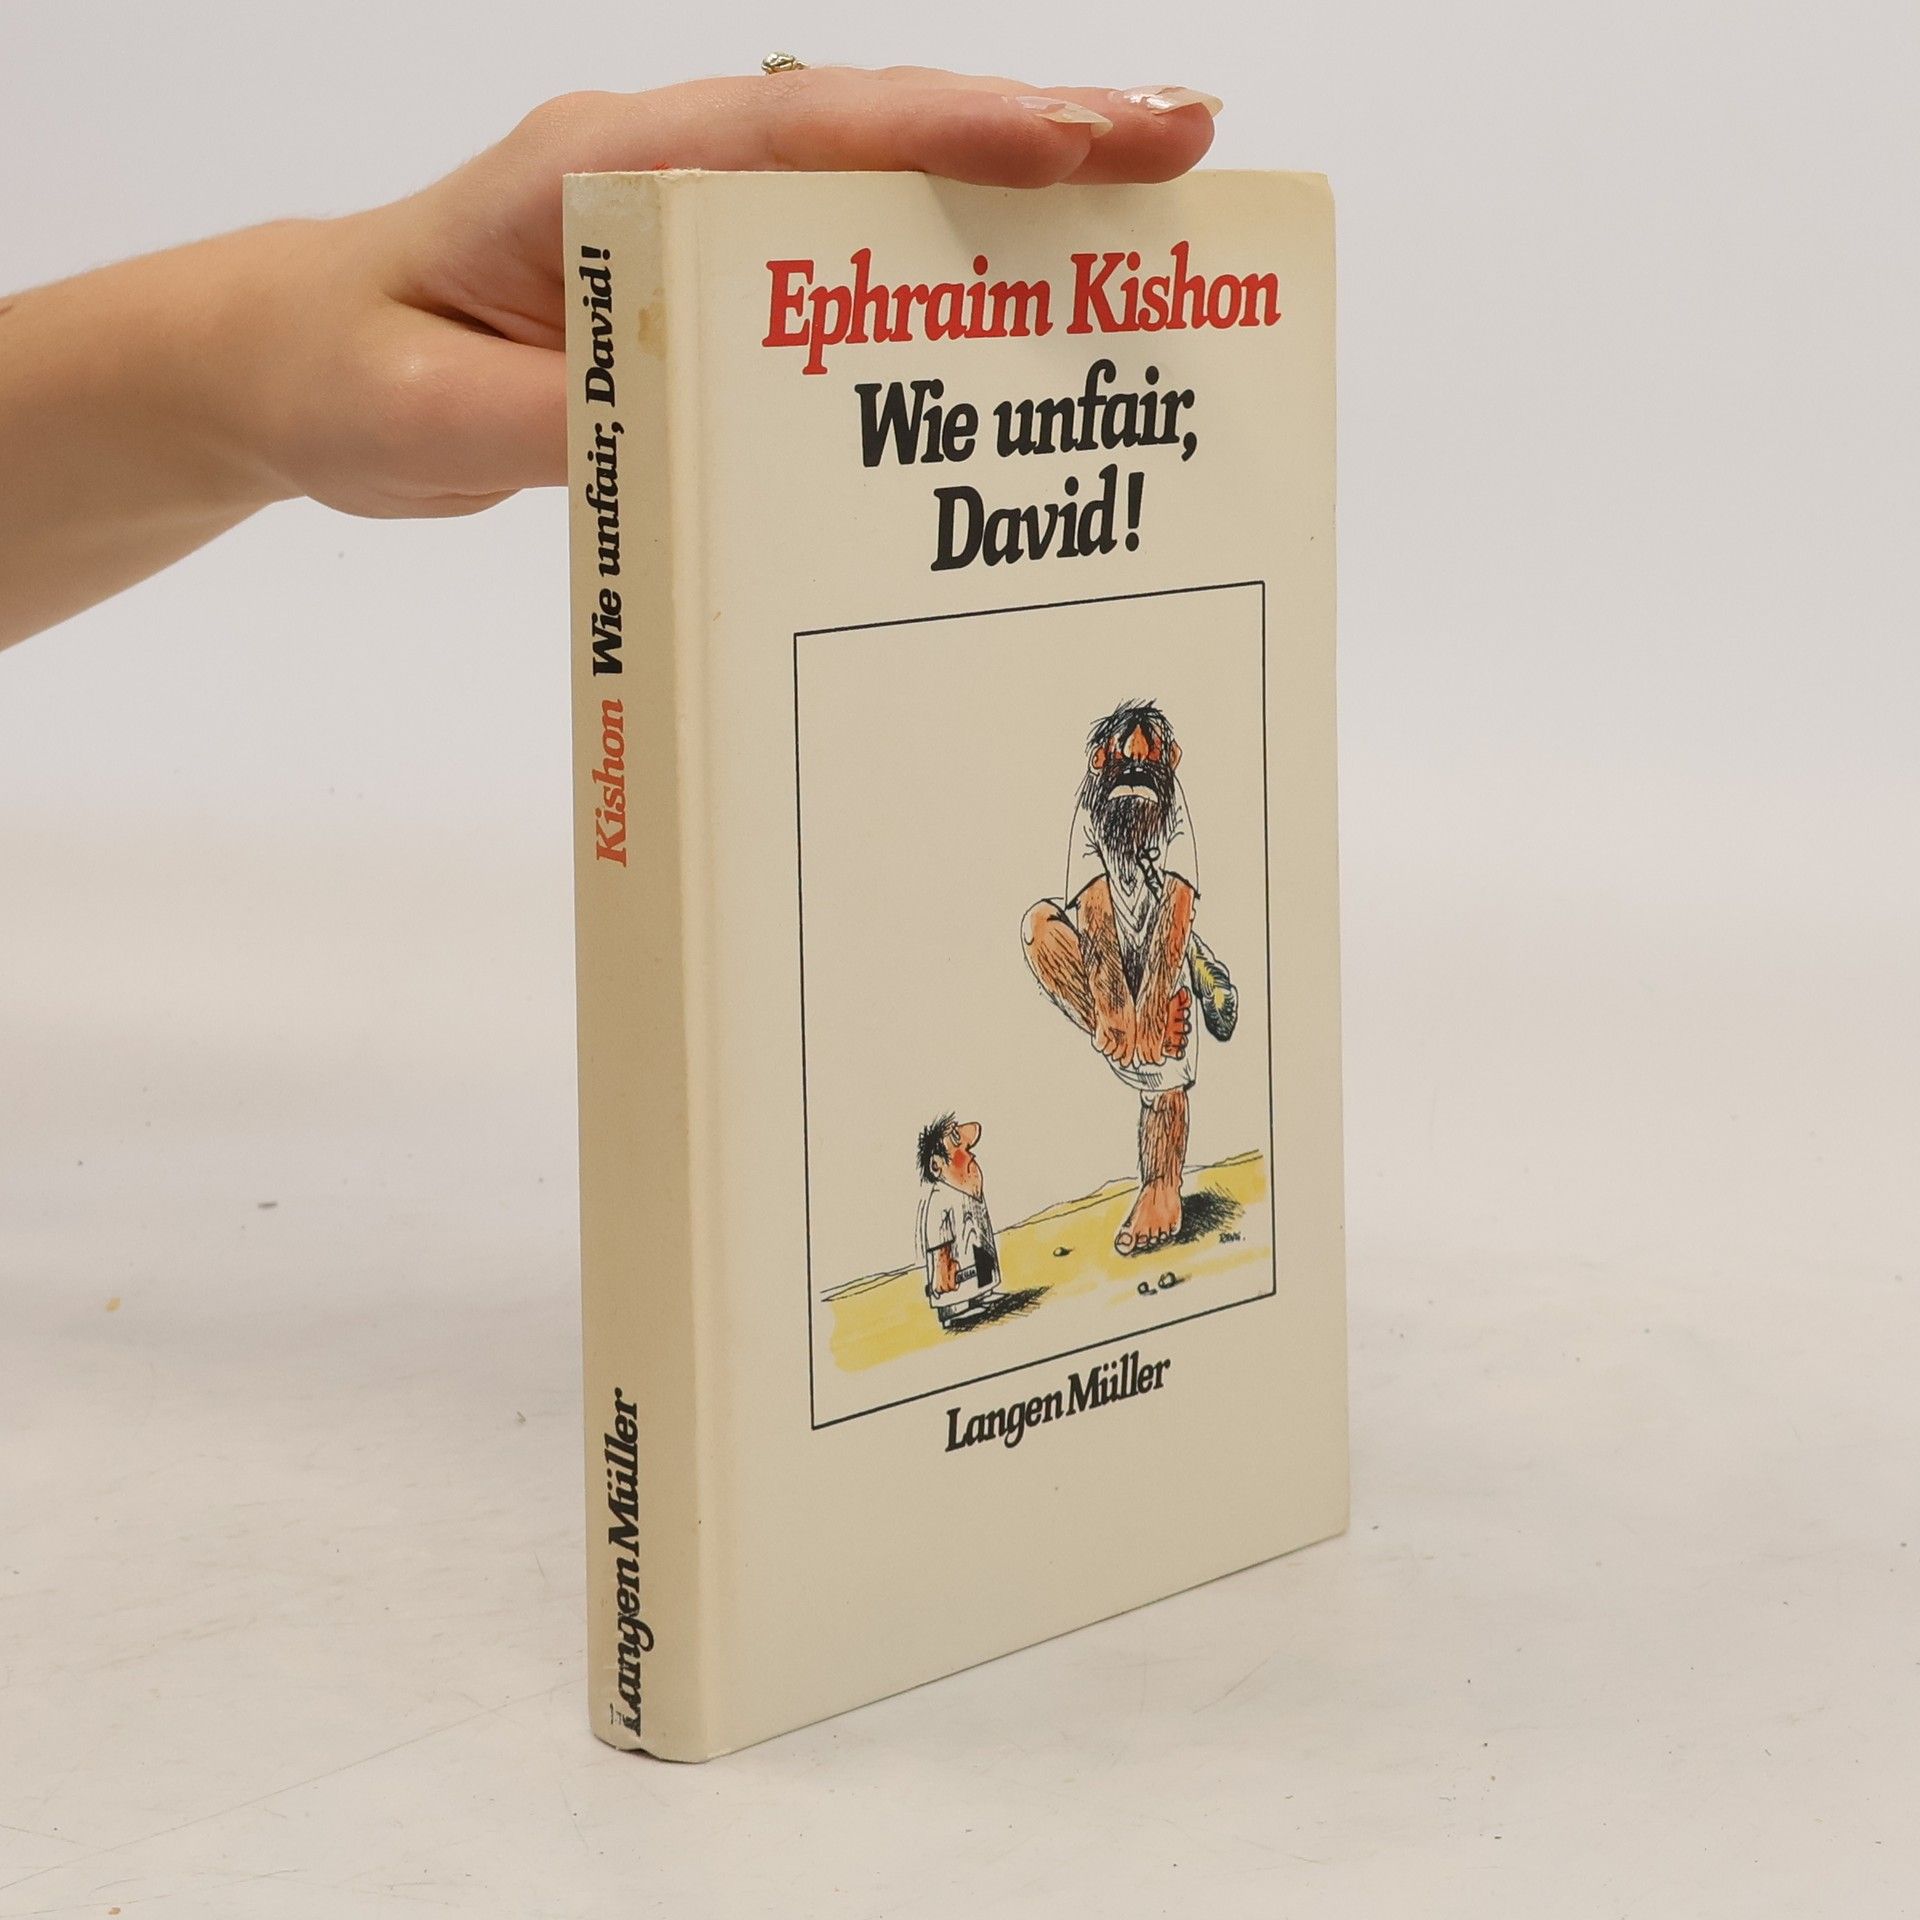 Kishon Wie unfair, David!
Langen Müller
Ephraim Kishon
Wie unfair,
David!
Langen Müller